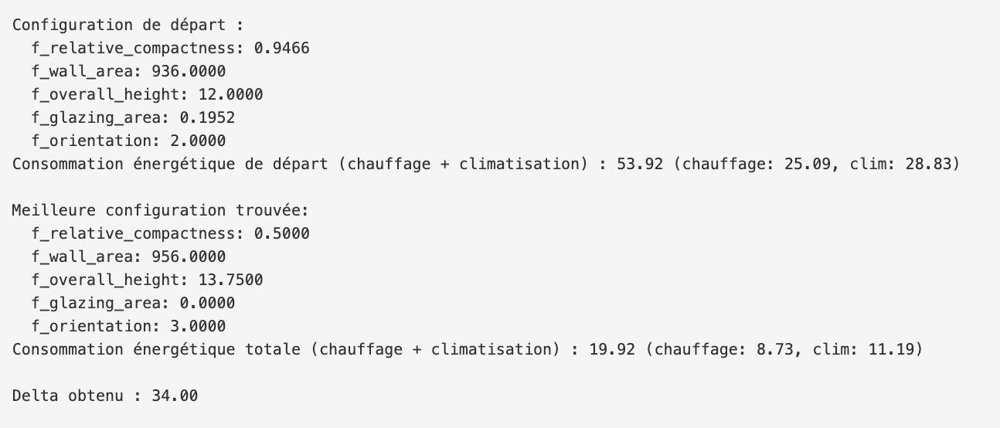 Configuration de départ :
f_relative_compactness: 0.9466
f_wall_area: 936.0000
f_overall_height: 12.0000
f_glazing_area: 0.1952
f_orientation: 2.0000
Consommation énergétique de départ (chauffage + climatisation) : 53.92 (chauffage: 25.09, clim: 28.83)
Meilleure configuration trouvée:
f_relative_compactness: 0.5000
f_wall_area: 956.0000
f_overall_height: 13.7500
f_glazing_area: 0.0000
f_orientation: 3.0000
Consommation énergétique totale (chauffage + climatisation) : 19.92 (chauffage: 8.73, clim: 11.19)
Delta obtenu : 34.00